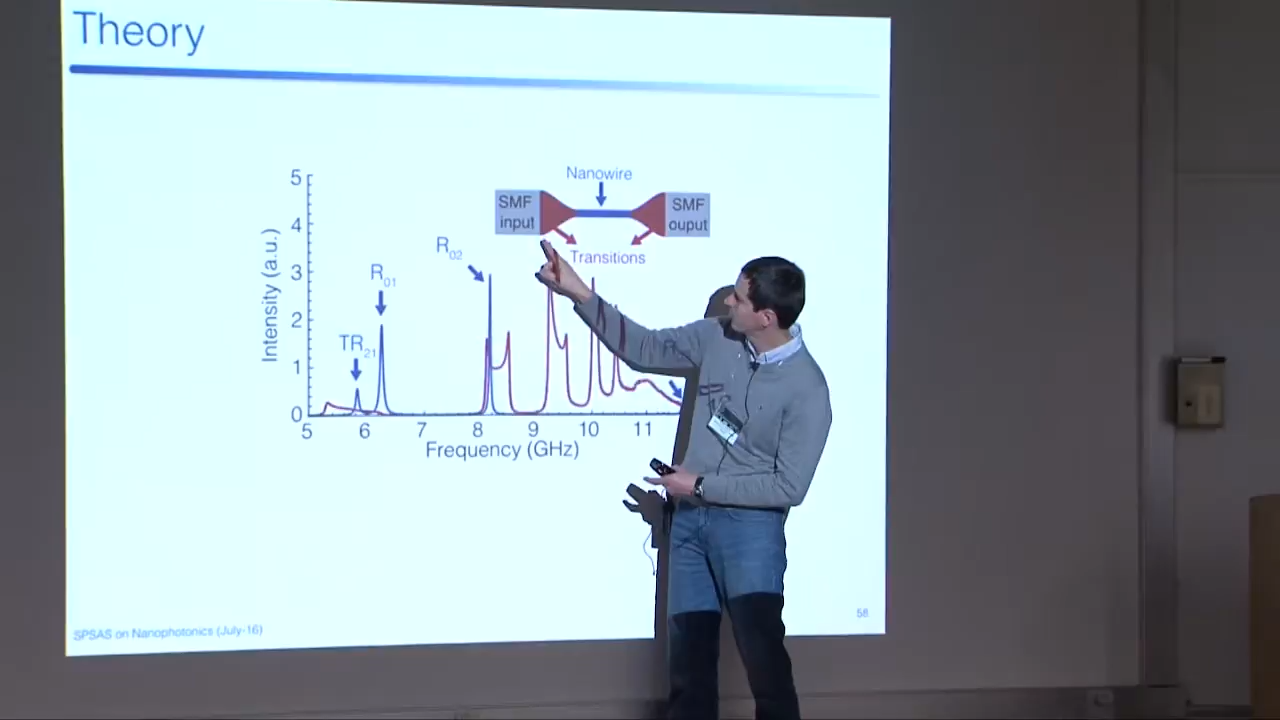 Theory
Nanowire
SMF
input
SMF
ouput
Transitions
R02
R01
TR21
R
Intensity (a.u.)
5
4
3
2
1
0
5 6 7 8 9 10 11
Frequency (GHz)
SPSAS on Nanophotonics (July-16)
58